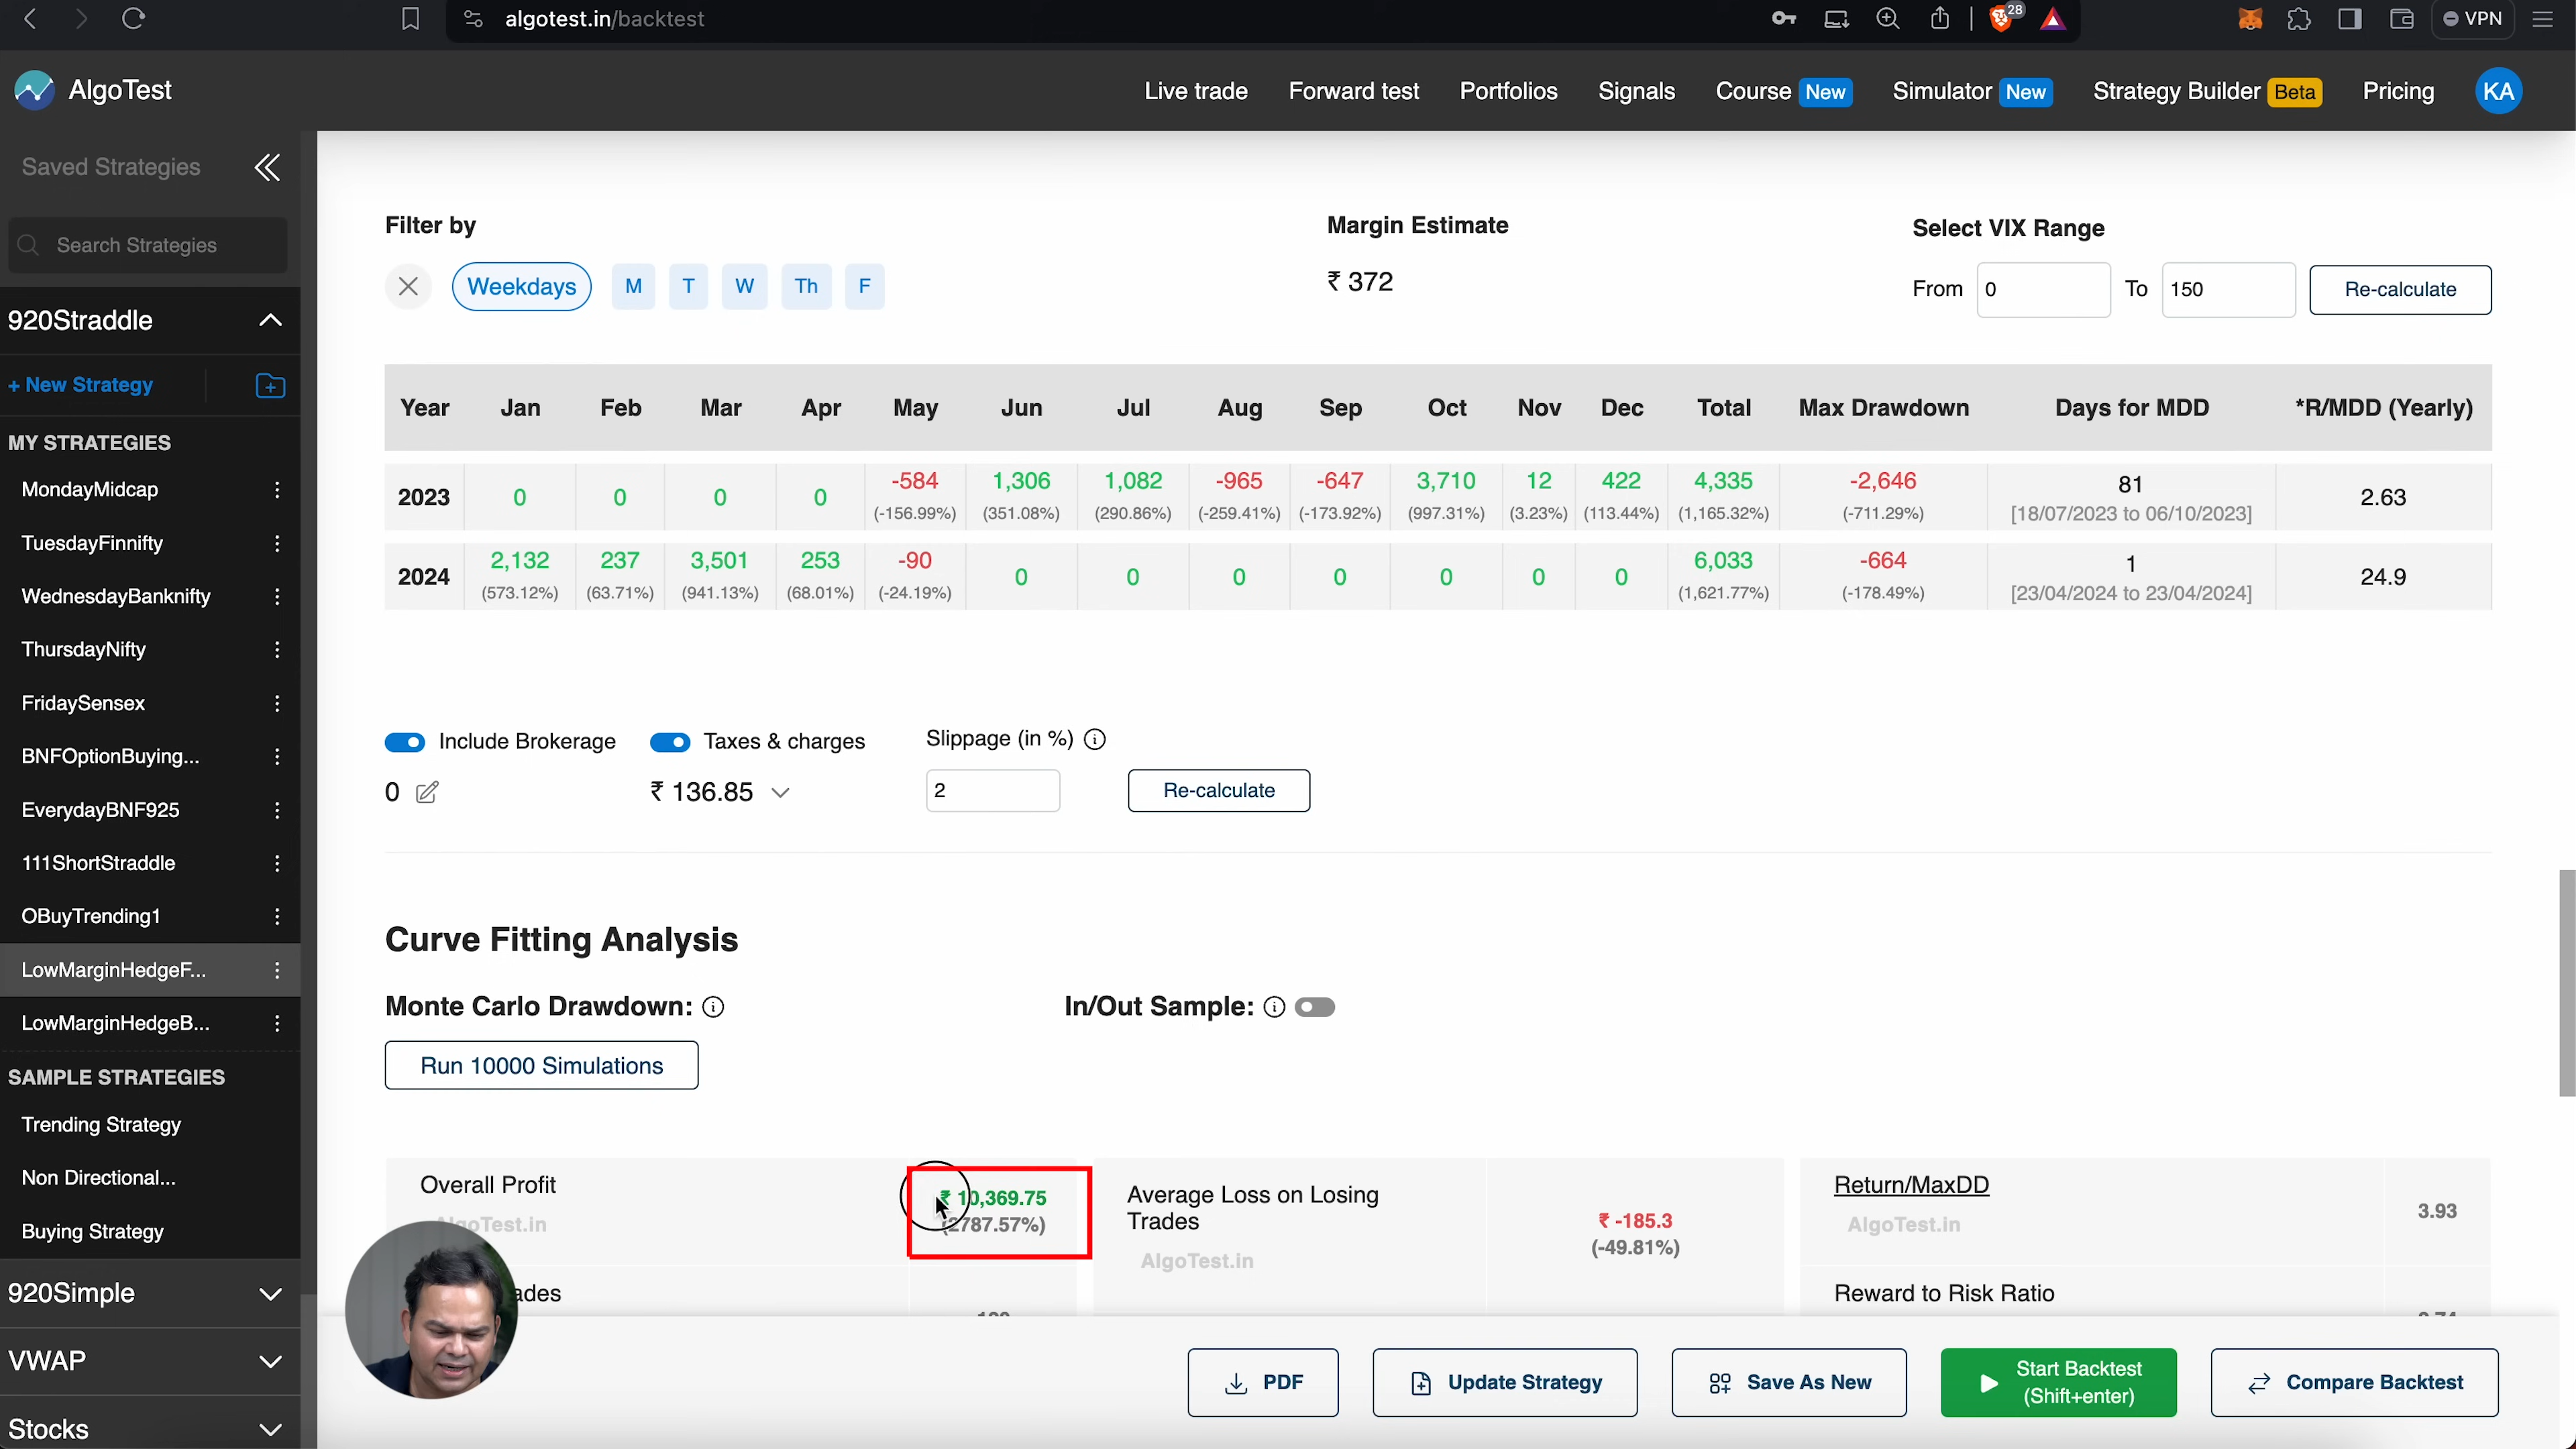 algotest.in/backtest
28
VPN
AlgoTest
Live trade
Forward test
Portfolios
Signals
Course New
Simulator New
Strategy Builder Beta
Pricing
KA
Saved Strategies
Search Strategies
920Straddle
+ New Strategy
MY STRATEGIES
MondayMidcap
TuesdayFinnifty
WednesdayBanknifty
ThursdayNifty
FridaySensex
BNFOptionBuying...
EverydayBNF925
111ShortStraddle
OBuyTrending1
LowMarginHedgeF...
LowMarginHedgeB...
SAMPLE STRATEGIES
Trending Strategy
Non Directional...
Buying Strategy
920Simple
VWAP
Stocks
Filter by
Weekdays M T W Th F
Margin Estimate
₹ 372
Select VIX Range
From 0 To 150 Re-calculate
Year Jan Feb Mar Apr May Jun Jul Aug Sep Oct Nov Dec Total Max Drawdown Days for MDD *R/MDD (Yearly)
2023 0 0 0 0 -584 1,306 1,082 -965 -647 3,710 12 422 4,335 -2,646 81 2.63
(-156.99%) (351.08%) (290.86%) (-259.41%) (-173.92%) (997.31%) (3.23%) (113.44%) (1,165.32%) (-711.29%) [18/07/2023 to 06/10/2023]
2024 2,132 237 3,501 253 -90 0 0 0 0 0 0 0 6,033 -664 1 24.9
(573.12%) (63.71%) (941.13%) (68.01%) (-24.19%) (1,621.77%) (-178.49%) [23/04/2024 to 23/04/2024]
Include Brokerage
0
Taxes & charges
₹ 136.85
Slippage (in %)
2
Re-calculate
Curve Fitting Analysis
Monte Carlo Drawdown:
Run 10000 Simulations
In/Out Sample:
Overall Profit
AlgoTest.in
₹ 10,369.75
(2787.57%)
Average Loss on Losing
Trades
AlgoTest.in
₹ -185.3
(-49.81%)
Return/MaxDD
AlgoTest.in
3.93
Reward to Risk Ratio
PDF
Update Strategy
Save As New
Start Backtest
(Shift+enter)
Compare Backtest